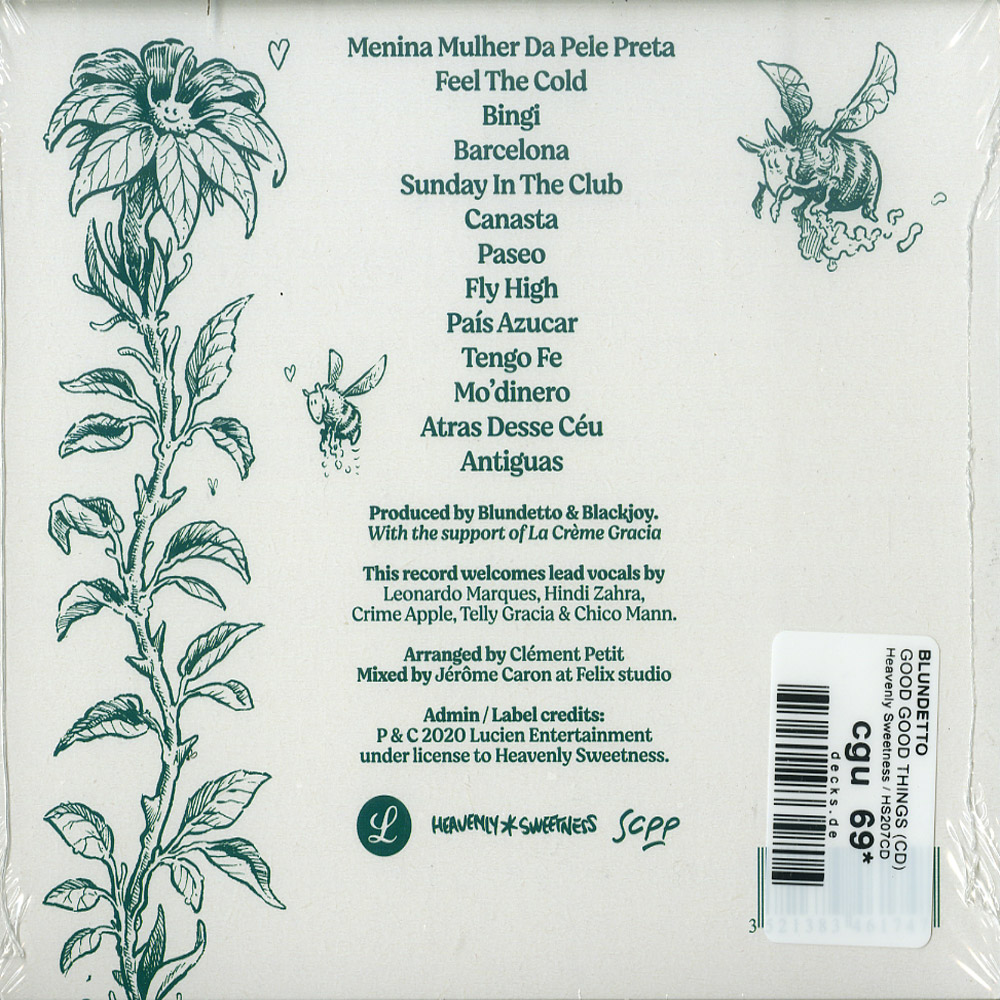 Menina Mulher Da Pele Preta
Feel The Cold
Bingi
Barcelona
Sunday In The Club
Canasta
Paseo
Fly High
País Azucar
Tengo Fe
Mo'dinero
Atras Desse Céu
Antiguas
Produced by Blundetto & Blackjoy.
With the support of La Crème Gracia
This record welcomes lead vocals by
Leonardo Marques, Hindi Zahra,
Crime Apple, Telly Gracia & Chico Mann.
Arranged by Clément Petit
Mixed by Jérôme Caron at Felix studio
Admin / Label credits:
P & C 2020 Lucien Entertainment
under license to Heavenly Sweetness.
L
HEAVENLY*SWEETNESS
SCPP
BLUNDETTO
GOOD GOOD THINGS (CD)
Heavenly Sweetness / HS207CD
cgu 69*
decks.de
3